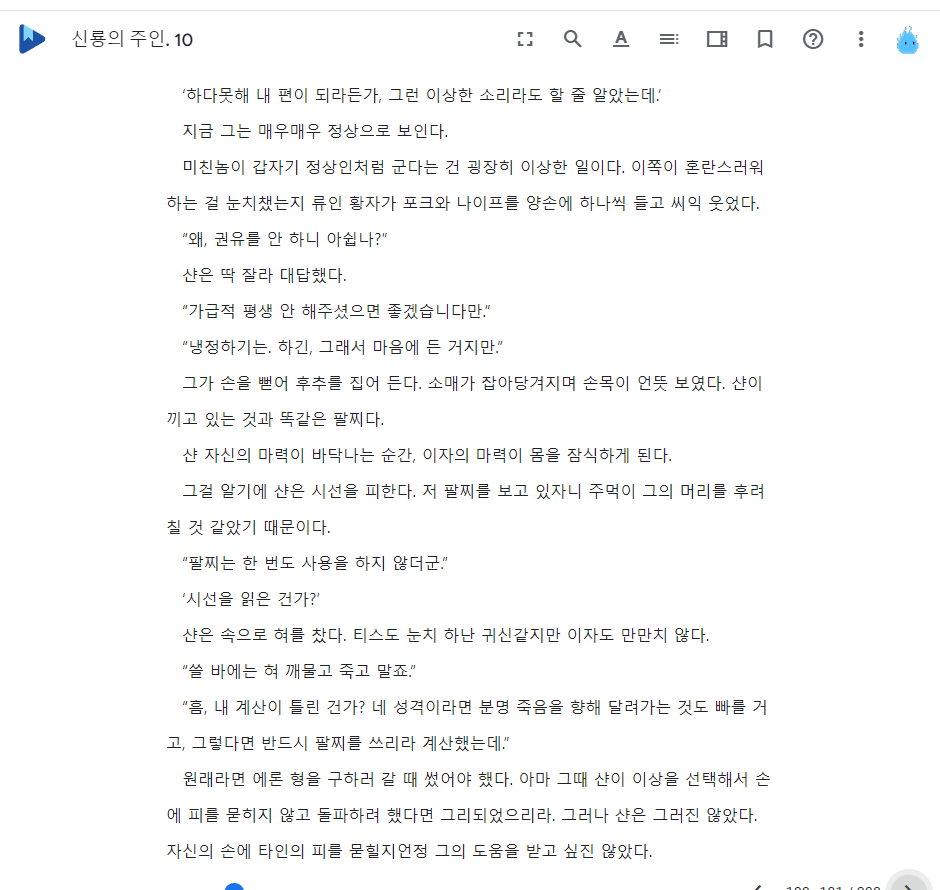 신룡의 주인. 10
‘하다못해 내 편이 되라든가, 그런 이상한 소리라도 할 줄 알았는데.’
지금 그는 매우매우 정상으로 보인다.
미친놈이 갑자기 정상인처럼 군다는 건 굉장히 이상한 일이다. 이쪽이 혼란스러워
하는 걸 눈치챘는지 류인 황자가 포크와 나이프를 양손에 하나씩 들고 씨익 웃었다.
“왜, 권유를 안 하니 아쉽나?”
샨은 딱 잘라 대답했다.
“가급적 평생 안 해주셨으면 좋겠습니다만.”
“냉정하기는. 하긴, 그래서 마음에 든 거지만.”
그가 손을 뻗어 후추를 집어 든다. 소매가 잡아당겨지며 손목이 언뜻 보였다. 샨이
끼고 있는 것과 똑같은 팔찌다.
샨 자신의 마력이 바닥나는 순간, 이자의 마력이 몸을 잠식하게 된다.
그걸 알기에 샨은 시선을 피한다. 저 팔찌를 보고 있자니 주먹이 그의 머리를 후려
칠 것 같았기 때문이다.
“팔찌는 한 번도 사용을 하지 않더군.”
‘시선을 읽은 건가?’
샨은 속으로 혀를 찼다. 티스도 눈치 하난 귀신같지만 이자도 만만치 않다.
“쓸 바에는 혀 깨물고 죽고 말죠.”
“흠, 내 계산이 틀린 건가? 네 성격이라면 분명 죽음을 향해 달려가는 것도 빠를 거
고, 그렇다면 반드시 팔찌를 쓰리라 계산했는데.”
원래라면 에론 형을 구하러 갈 때 썼어야 했다. 아마 그때 샨이 이상을 선택해서 손
에 피를 묻히지 않고 돌파하려 했다면 그리되었으리라. 그러나 샨은 그러진 않았다.
자신의 손에 타인의 피를 묻힐지언정 그의 도움을 받고 싶진 않았다.